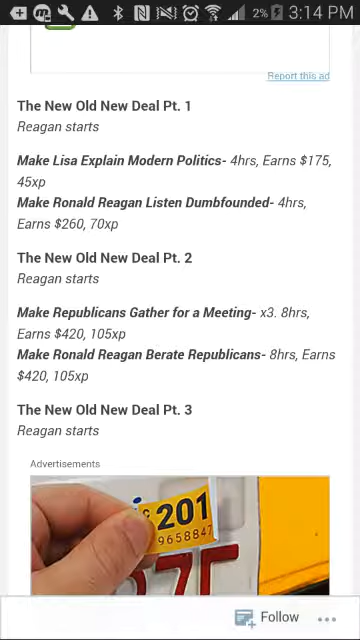 2% 3:14 PM
Report this ad
The New Old New Deal Pt. 1
Reagan starts
Make Lisa Explain Modern Politics- 4hrs, Earns $175,
45xp
Make Ronald Reagan Listen Dumbfounded- 4hrs,
Earns $260, 70xp
The New Old New Deal Pt. 2
Reagan starts
Make Republicans Gather for a Meeting- x3. 8hrs,
Earns $420, 105xp
Make Ronald Reagan Berate Republicans- 8hrs, Earns
$420, 105xp
The New Old New Deal Pt. 3
Reagan starts
Advertisements
201
9658847
Follow